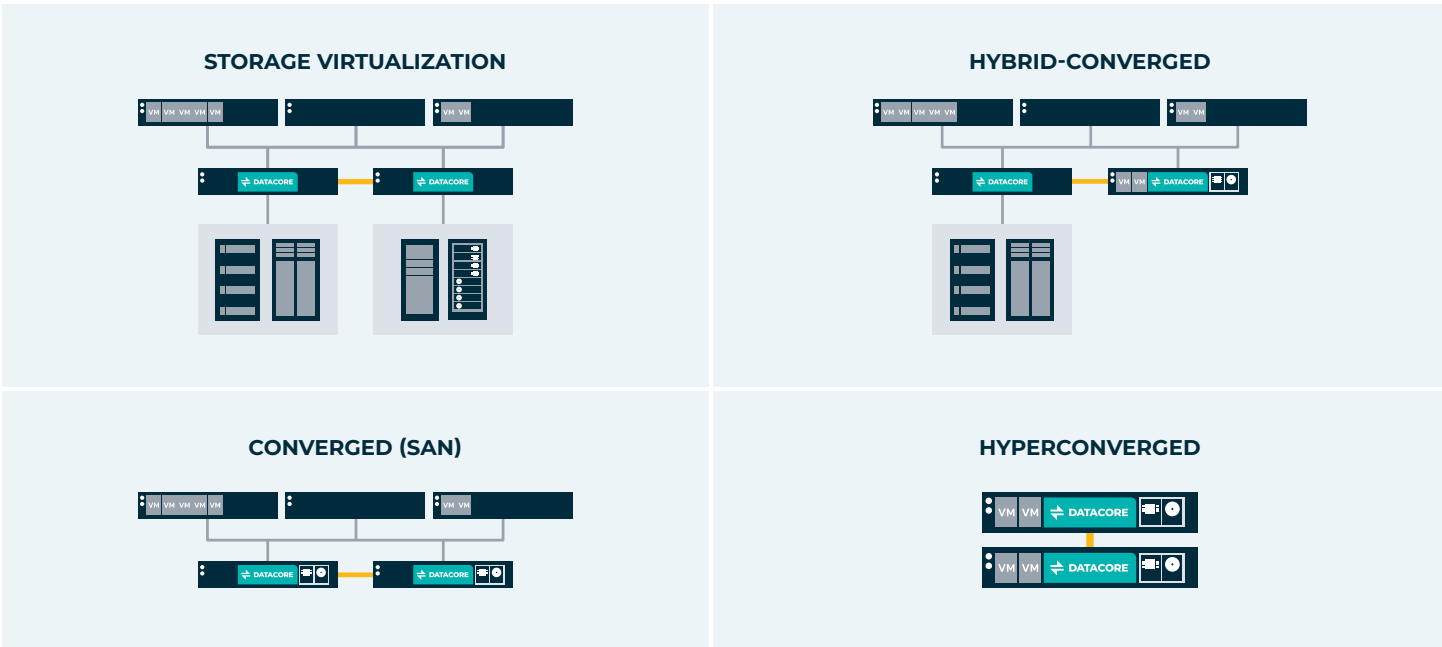 STORAGE VIRTUALIZATION
VM VM VM VM VM VM VM
DATACORE DATACORE
HYBRID-CONVERGED
VM VM VM VM VM VM VM
DATACORE VM VM DATACORE
CONVERGED (SAN)
VM VM VM VM VM VM VM
DATACORE DATACORE
HYPERCONVERGED
VM VM DATACORE
VM VM DATACORE